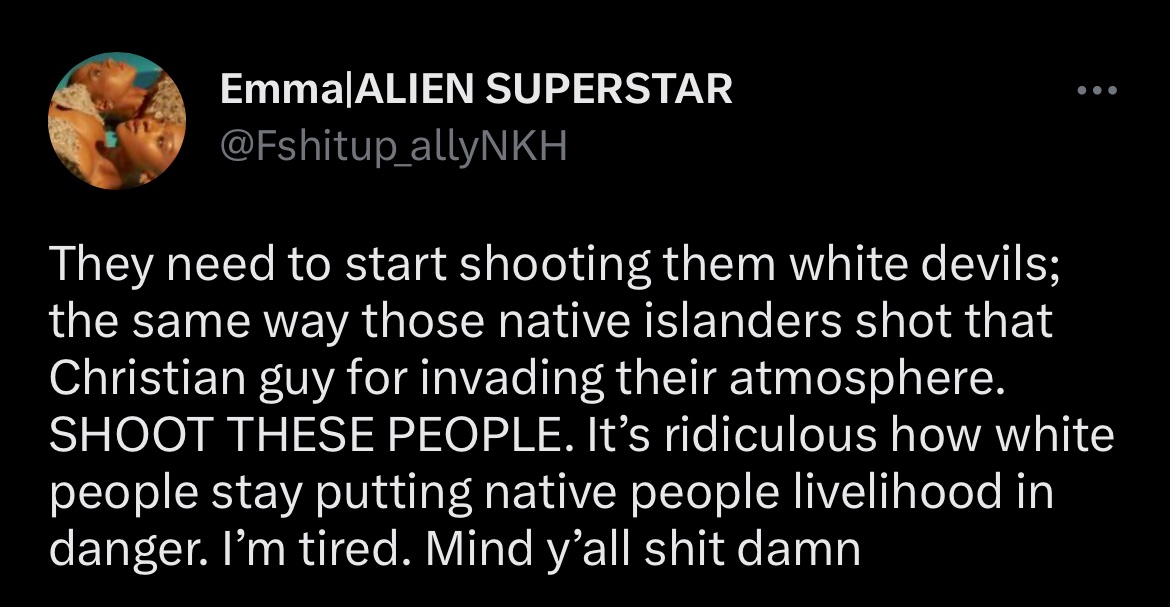 Emma|ALIEN SUPERSTAR
@Fshitup_allyNKH
They need to start shooting them white devils;
the same way those native islanders shot that
Christian guy for invading their atmosphere.
SHOOT THESE PEOPLE. It’s ridiculous how white
people stay putting native people livelihood in
danger. I’m tired. Mind y’all shit damn